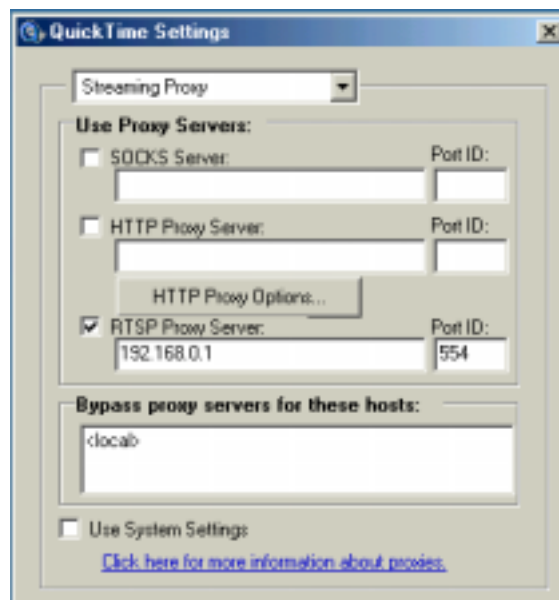 QuickTime Settings
Streaming Proxy
Use Proxy Servers:
SOCKS Server: Port ID:
HTTP Proxy Server: Port ID:
HTTP Proxy Options...
RTSP Proxy Server: Port ID:
192.168.0.1 554
Bypass proxy servers for these hosts:
<local>
Use System Settings
Click here for more information about proxies.